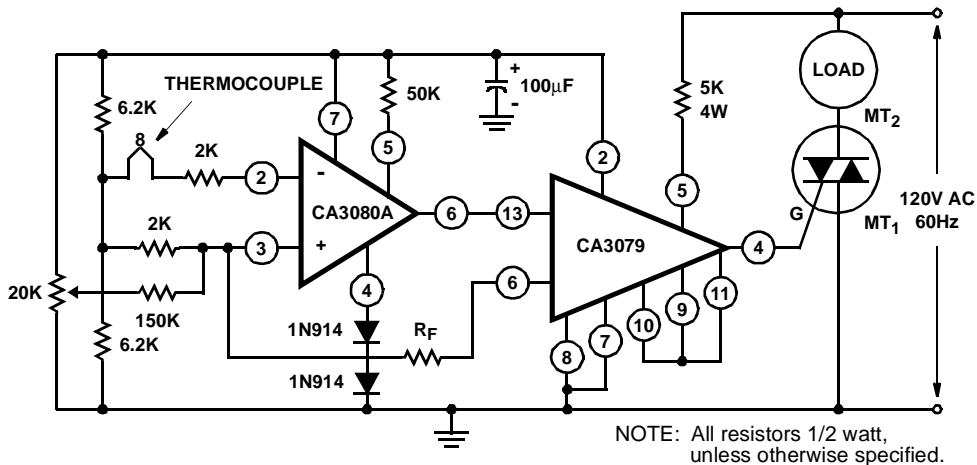 THERMOCOUPLE
6.2K
8
2K
2
7
50K
5
+
100μF
-
-
CA3080A
+
3
2K
20K
150K
6.2K
4
1N914
1N914
RF
6
13
6
2
CA3079
5K
4W
5
LOAD
MT2
G
MT1
4
8
7
10
9
11
120V AC
60Hz
NOTE: All resistors 1/2 watt,
unless otherwise specified.